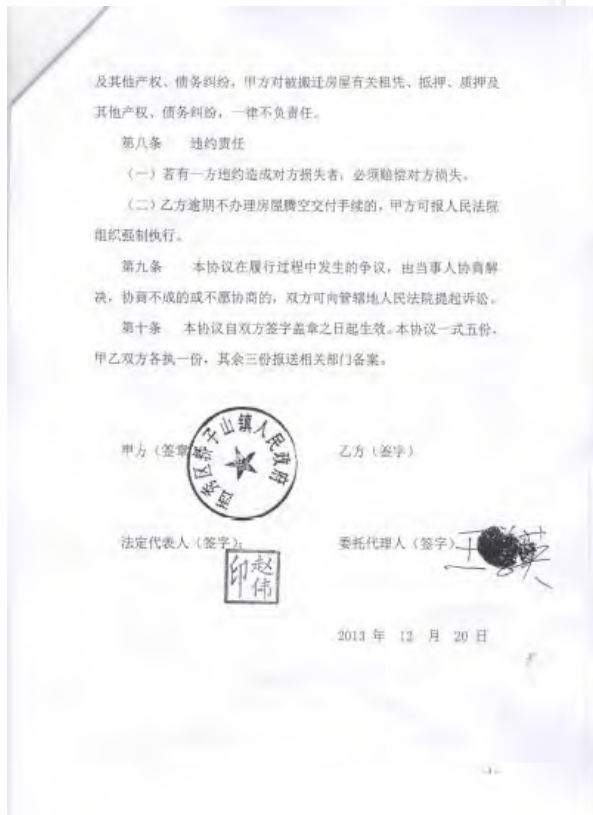 及其他产权、债务纠纷，甲方对被搬迁房屋有关租凭、抵押、质押及
其他产权、债务纠纷，一律不负责任。
第八条 违约责任
（一）若有一方违约造成对方损失者，必须赔偿对方损失。
（二）乙方逾期不办理房屋腾空交付手续的，甲方可报人民法院
组织强制执行。
第九条 本协议在履行过程中发生的争议，由当事人协商解
决，协商不成的或不愿协商的，双方可向管辖地人民法院提起诉讼。
第十条 本协议自双方签字盖章之日起生效。本协议一式五份，
甲乙双方各执一份，其余三份报送相关部门备案。
甲方（签章
西秀区轿子山镇人民政府
乙方（签字）
法定代表人（签字）：
赵伟印
委托代理人（签字）
2013 年 12 月 20 日